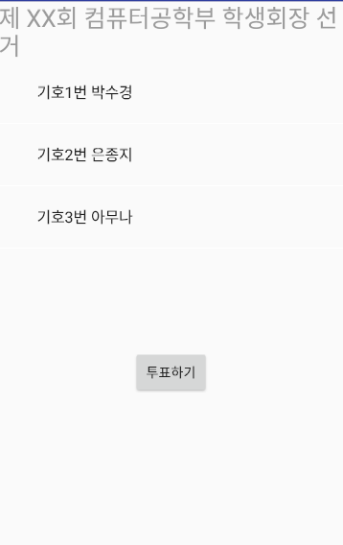 제 XX회 컴퓨터공학부 학생회장 선
거
기호1번 박수경
기호2번 은종지
기호3번 아무나
투표하기